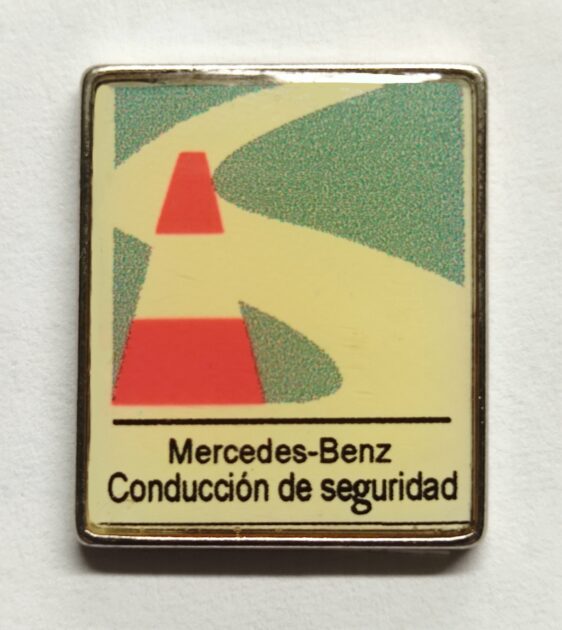 Mercedes-Benz
Conducción de seguridad